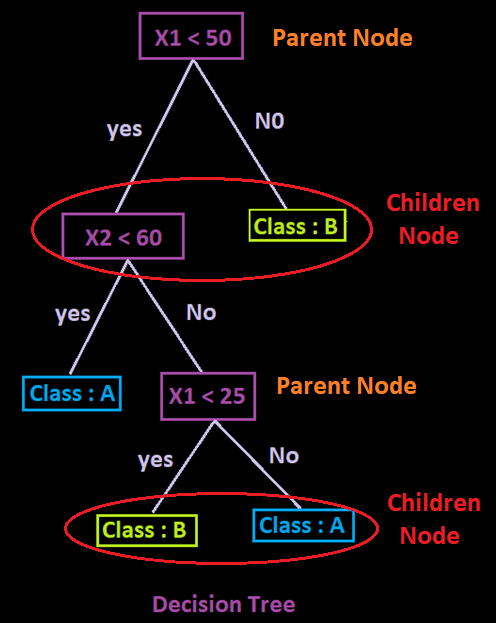 X1 < 50
Parent Node
yes
N0
Children
Node
X2 < 60
Class : B
yes
No
Class : A
X1 < 25
Parent Node
yes
No
Children
Node
Class : B
Class : A
Decision Tree